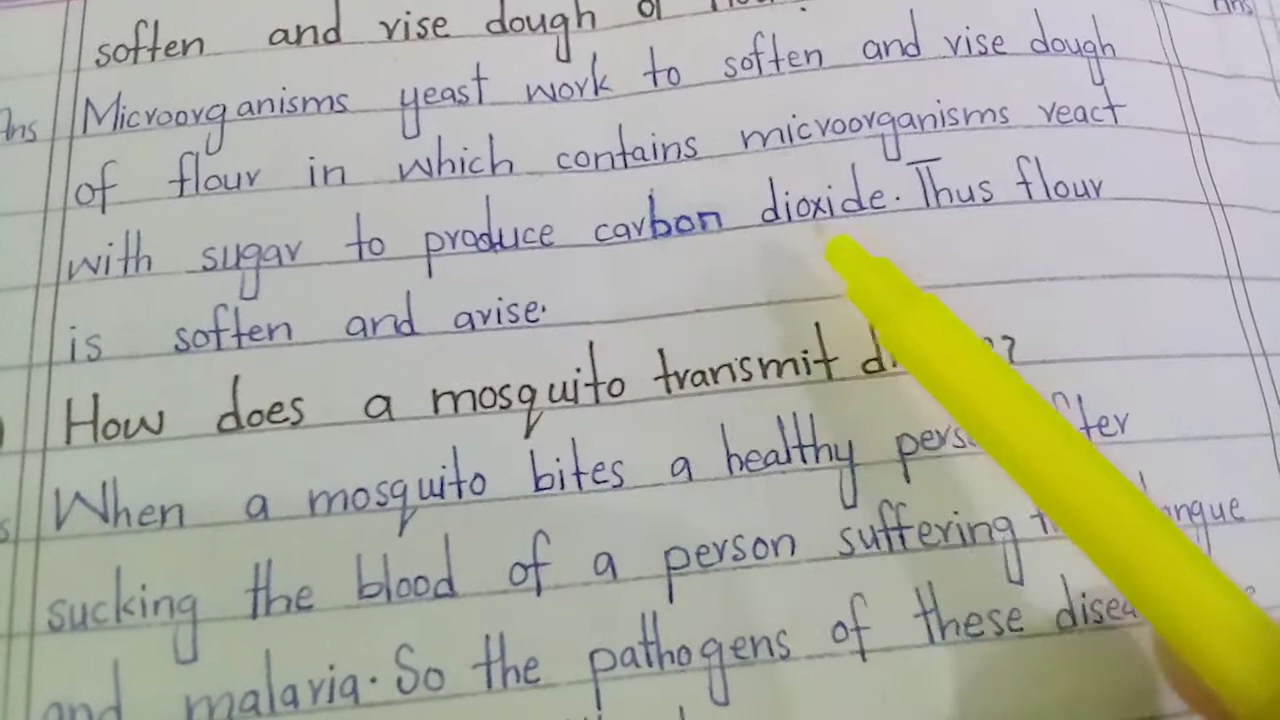 soften and rise dough of
Ans Microorganisms yeast work to soften and rise dough
of flour in which contains microorganisms react
with sugar to produce carbon dioxide. Thus flour
is soften and arise.
How does a mosquito transmit
When a mosquito bites a healthy
sucking the blood of a person suffering
and malaria. So the pathogens of these